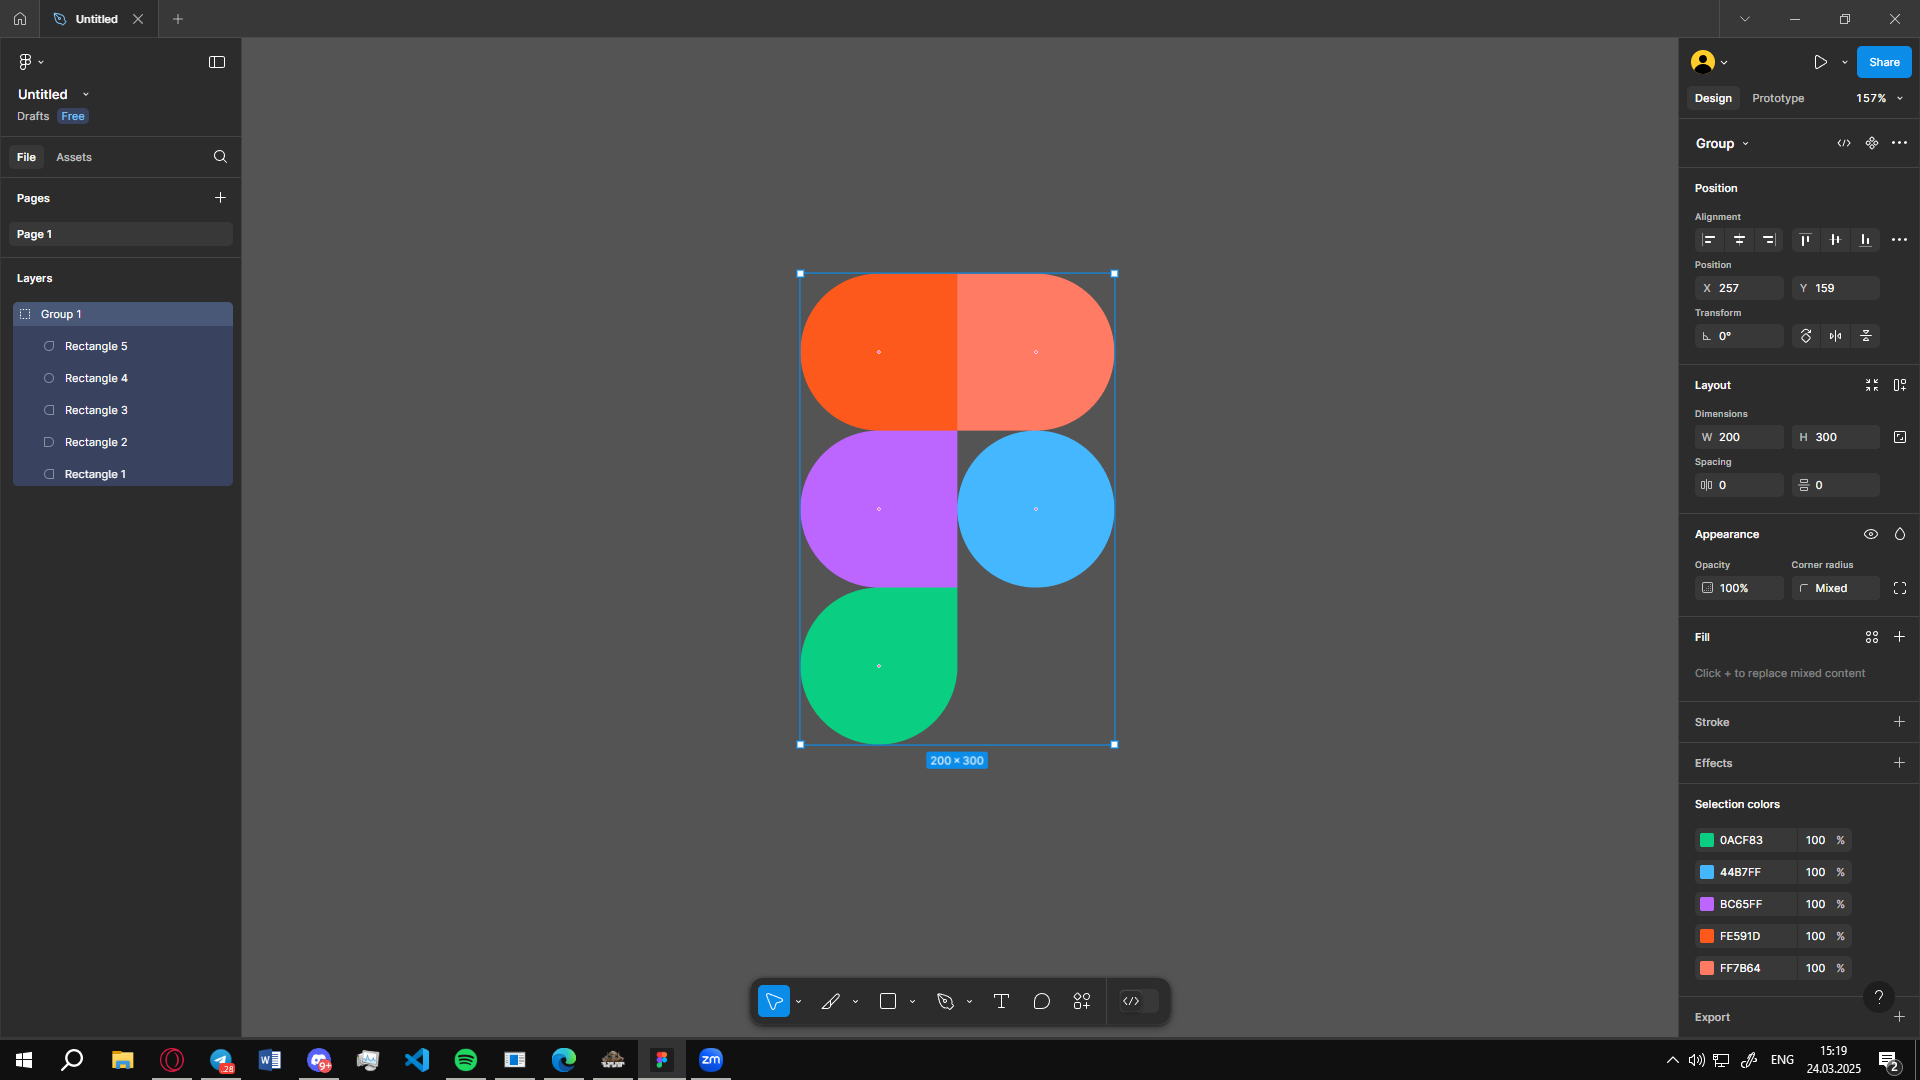 Untitled
Untitled
Drafts Free
File Assets
Pages
Page 1
Layers
Group 1
Rectangle 5
Rectangle 4
Rectangle 3
Rectangle 2
Rectangle 1
200 × 300
Share
Design Prototype 157%
Group
Position
Alignment
Position
X 257 Y 159
Transform
0°
Layout
Dimensions
W 200 H 300
Spacing
0 0
Appearance
Opacity Corner radius
100% Mixed
Fill
Click + to replace mixed content
Stroke
Effects
Selection colors
0ACF83 100 %
44B7FF 100 %
BC65FF 100 %
FE591D 100 %
FF7B64 100 %
?
Export
28
9+
zm
ENG
15:19
24.03.2025
2